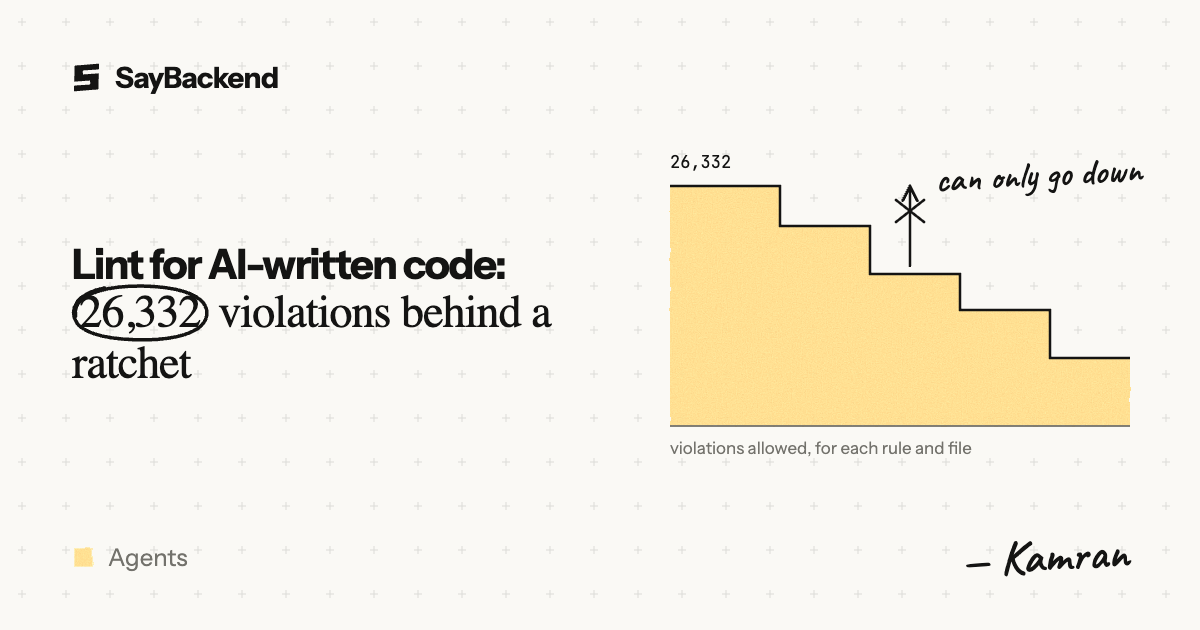 SayBackend
26,332
can only go down
Lint for AI-written code:
26,332 violations behind a
ratchet
violations allowed, for each rule and file
Agents
– Kamran